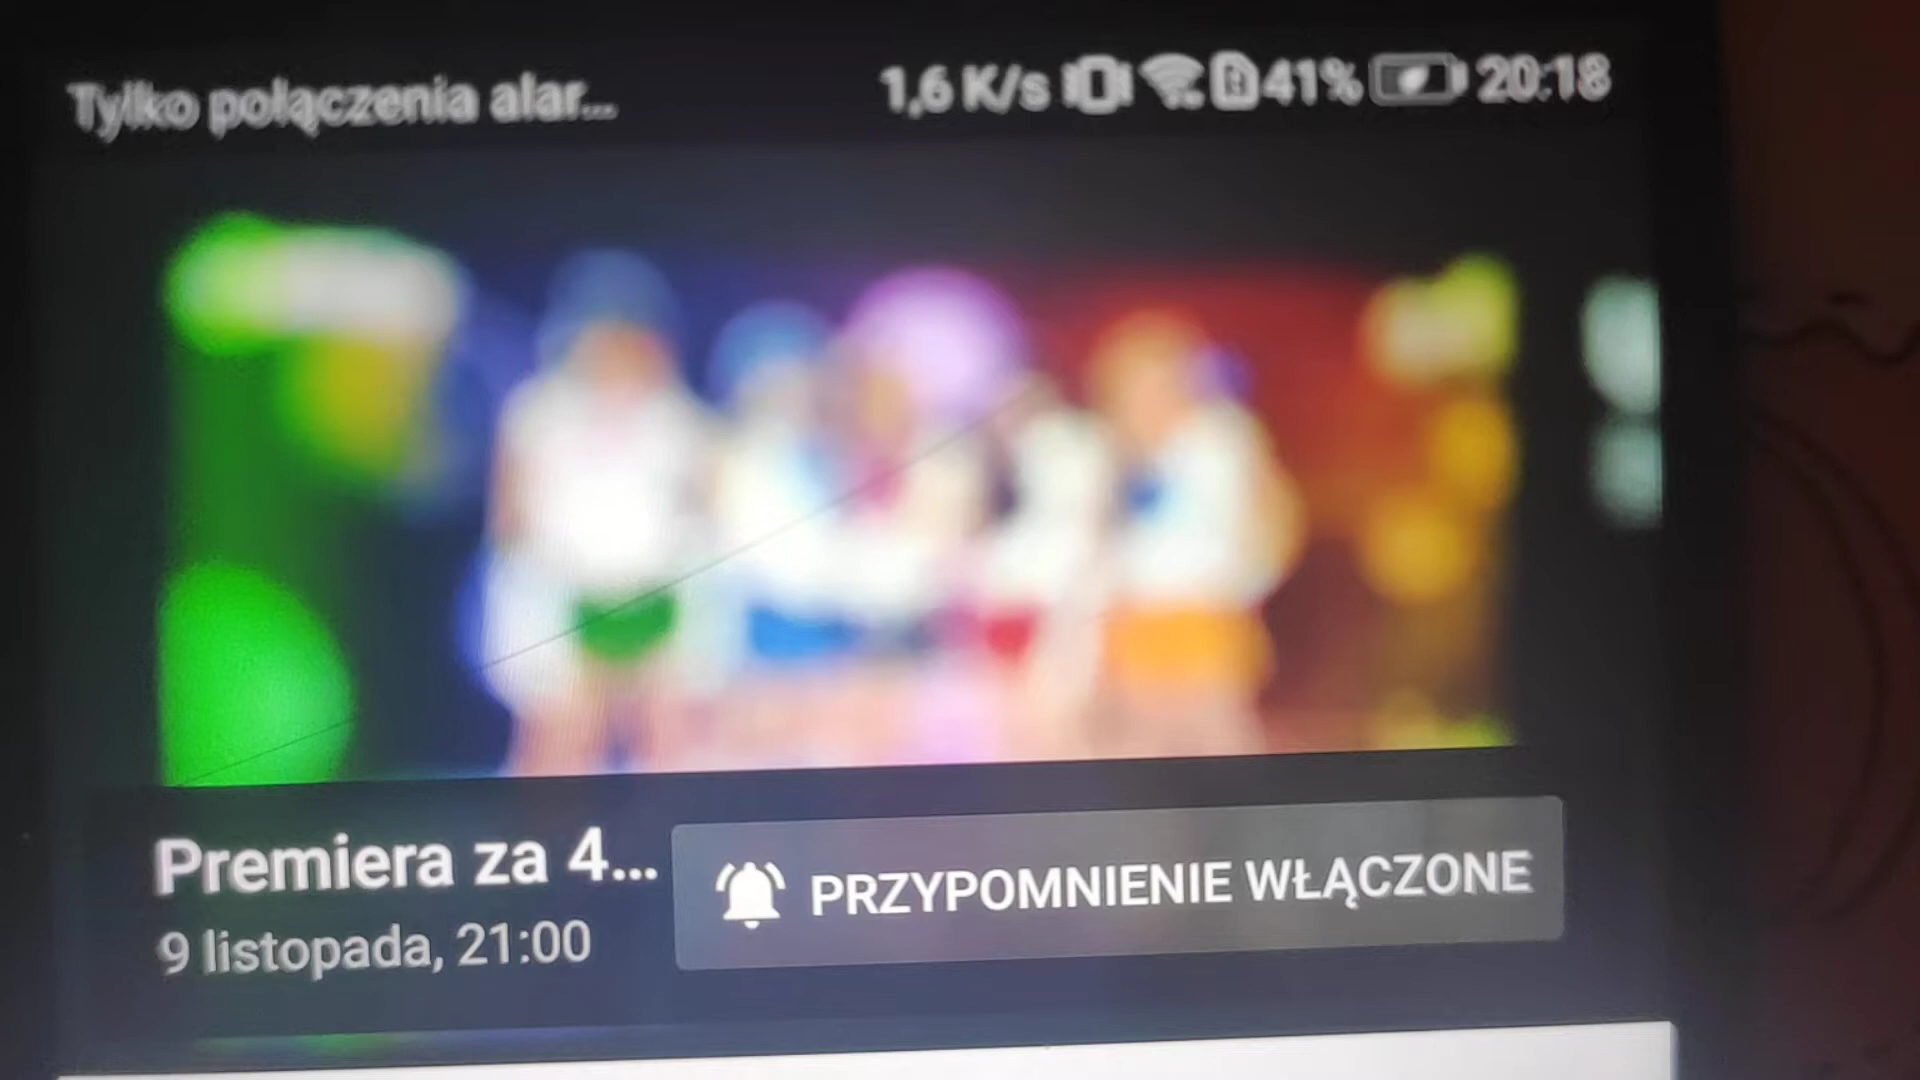 Tylko połączenia alar...
1,6 K/s 41% 20:18
Premiera za 4...
PRZYPOMNIENIE WŁĄCZONE
9 listopada, 21:00